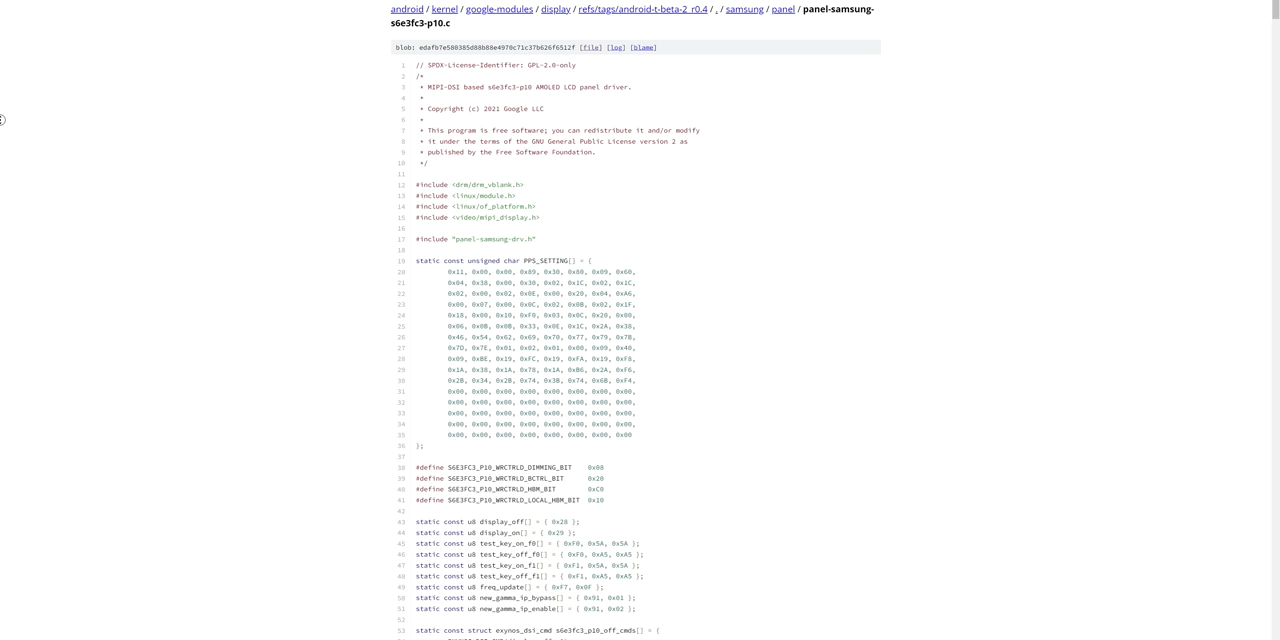 android / kernel / google-modules / display / refs/tags/android-t-beta-2_r0.4 / . / samsung / panel / panel-samsung-
s6e3fc3-p10.c
blob: edafb7e580385d88b88e4970c71c37b626f6512f [file] [log] [blame]
1 // SPDX-License-Identifier: GPL-2.0-only
2 /*
3 * MIPI-DSI based s6e3fc3-p10 AMOLED LCD panel driver.
4 *
5 * Copyright (c) 2021 Google LLC
6 *
7 * This program is free software; you can redistribute it and/or modify
8 * it under the terms of the GNU General Public License version 2 as
9 * published by the Free Software Foundation.
10 */
11
12 #include <drm/drm_vblank.h>
13 #include <linux/module.h>
14 #include <linux/of_platform.h>
15 #include <video/mipi_display.h>
16
17 #include "panel-samsung-drv.h"
18
19 static const unsigned char PPS_SETTING[] = {
20 0x11, 0x00, 0x00, 0x89, 0x30, 0x80, 0x09, 0x60,
21 0x04, 0x38, 0x00, 0x30, 0x02, 0x1C, 0x02, 0x1C,
22 0x02, 0x00, 0x02, 0x0E, 0x00, 0x20, 0x04, 0xA6,
23 0x00, 0x07, 0x00, 0x0C, 0x02, 0x0B, 0x02, 0x1F,
24 0x18, 0x00, 0x10, 0xF0, 0x03, 0x0C, 0x20, 0x00,
25 0x06, 0x0B, 0x0B, 0x33, 0x0E, 0x1C, 0x2A, 0x38,
26 0x46, 0x54, 0x62, 0x69, 0x70, 0x77, 0x79, 0x7B,
27 0x7D, 0x7E, 0x01, 0x02, 0x01, 0x00, 0x09, 0x40,
28 0x09, 0xBE, 0x19, 0xFC, 0x19, 0xFA, 0x19, 0xF8,
29 0x1A, 0x38, 0x1A, 0x78, 0x1A, 0xB6, 0x2A, 0xF6,
30 0x2B, 0x34, 0x2B, 0x74, 0x3B, 0x74, 0x6B, 0xF4,
31 0x00, 0x00, 0x00, 0x00, 0x00, 0x00, 0x00, 0x00,
32 0x00, 0x00, 0x00, 0x00, 0x00, 0x00, 0x00, 0x00,
33 0x00, 0x00, 0x00, 0x00, 0x00, 0x00, 0x00, 0x00,
34 0x00, 0x00, 0x00, 0x00, 0x00, 0x00, 0x00, 0x00,
35 0x00, 0x00, 0x00, 0x00, 0x00, 0x00, 0x00, 0x00
36 };
37
38 #define S6E3FC3_P10_WRCTRLD_DIMMING_BIT 0x08
39 #define S6E3FC3_P10_WRCTRLD_BCTRL_BIT 0x20
40 #define S6E3FC3_P10_WRCTRLD_HBM_BIT 0xC0
41 #define S6E3FC3_P10_WRCTRLD_LOCAL_HBM_BIT 0x10
42
43 static const u8 display_off[] = { 0x28 };
44 static const u8 display_on[] = { 0x29 };
45 static const u8 test_key_on_f0[] = { 0xF0, 0x5A, 0x5A };
46 static const u8 test_key_off_f0[] = { 0xF0, 0xA5, 0xA5 };
47 static const u8 test_key_on_f1[] = { 0xF1, 0x5A, 0x5A };
48 static const u8 test_key_off_f1[] = { 0xF1, 0xA5, 0xA5 };
49 static const u8 freq_update[] = { 0xF7, 0x0F };
50 static const u8 new_gamma_ip_bypass[] = { 0x91, 0x01 };
51 static const u8 new_gamma_ip_enable[] = { 0x91, 0x02 };
52
53 static const struct exynos_dsi_cmd s6e3fc3_p10_off_cmds[] = {